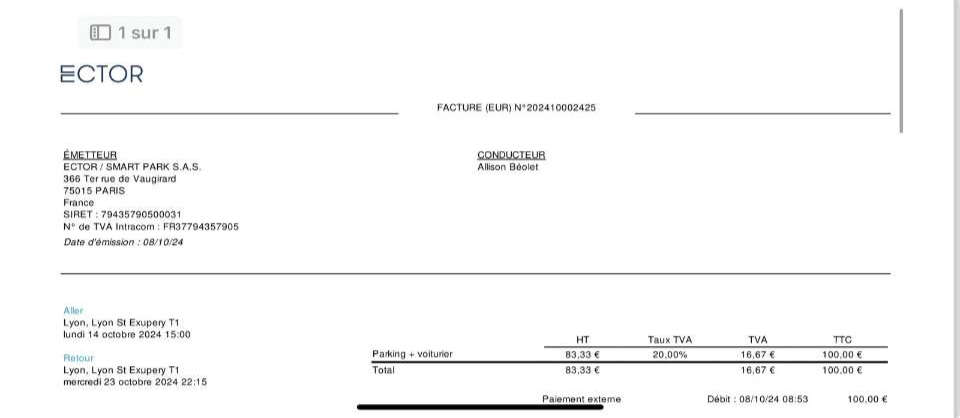 1 sur 1
ECTOR
FACTURE (EUR) N°202410002425
ÉMETTEUR
ECTOR / SMART PARK S.A.S.
366 Ter rue de Vaugirard
75015 PARIS
France
SIRET : 79435790500031
N° de TVA Intracom : FR37794357905
Date d'émission : 08/10/24
CONDUCTEUR
Allison Béolet
Aller
Lyon, Lyon St Exupery T1
lundi 14 octobre 2024 15:00
Retour
Lyon, Lyon St Exupery T1
mercredi 23 octobre 2024 22:15
HT Taux TVA TVA TTC
Parking + voiturier 83,33 € 20,00% 16,67 € 100,00 €
Total 83,33 € 16,67 € 100,00 €
Paiement externe Débit : 08/10/24 08:53 100,00 €